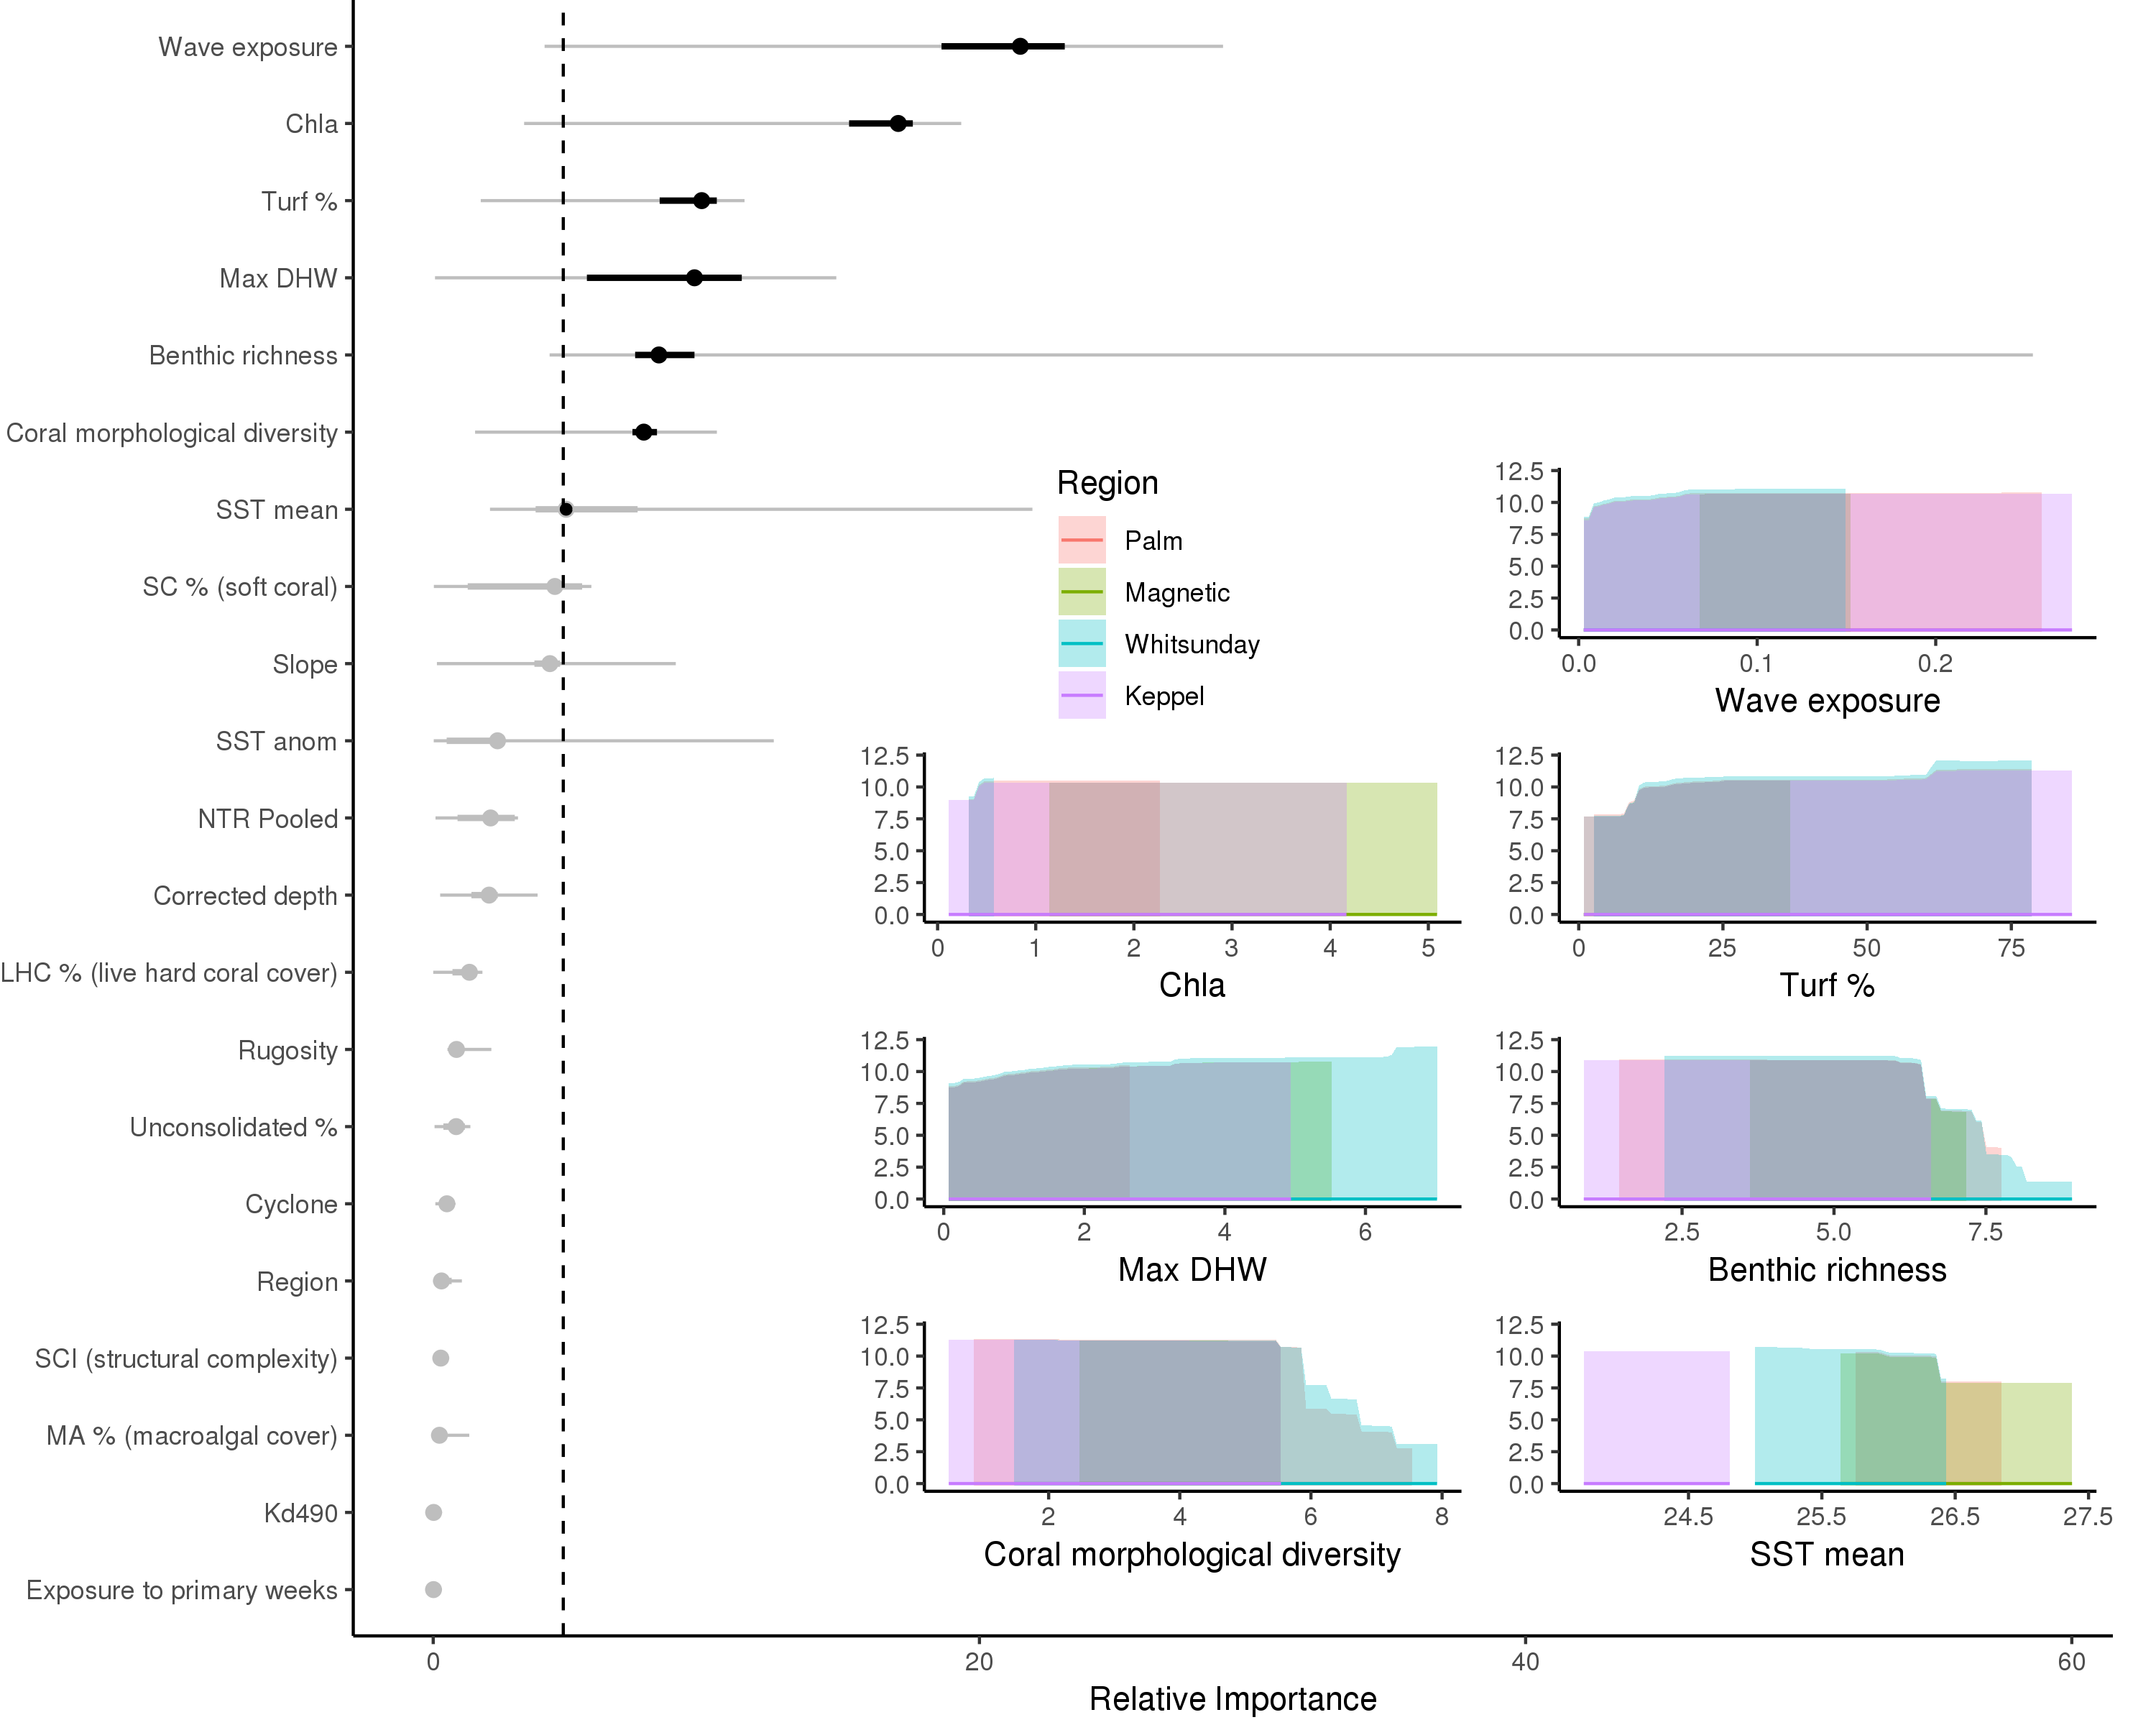 Wave exposure
Chla
Turf %
Max DHW
Benthic richness
Coral morphological diversity
SST mean
SC % (soft coral)
Slope
SST anom
NTR Pooled
Corrected depth
LHC % (live hard coral cover)
Rugosity
Unconsolidated %
Cyclone
Region
SCI (structural complexity)
MA % (macroalgal cover)
Kd490
Exposure to primary weeks
0 20 40 60
Relative Importance
Region
Palm
Magnetic
Whitsunday
Keppel
12.5
10.0
7.5
5.0
2.5
0.0
0.0 0.1 0.2
Wave exposure
12.5
10.0
7.5
5.0
2.5
0.0
0 1 2 3 4 5
Chla
12.5
10.0
7.5
5.0
2.5
0.0
0 25 50 75
Turf %
12.5
10.0
7.5
5.0
2.5
0.0
0 2 4 6
Max DHW
12.5
10.0
7.5
5.0
2.5
0.0
2.5 5.0 7.5
Benthic richness
12.5
10.0
7.5
5.0
2.5
0.0
2 4 6 8
Coral morphological diversity
12.5
10.0
7.5
5.0
2.5
0.0
24.5 25.5 26.5 27.5
SST mean